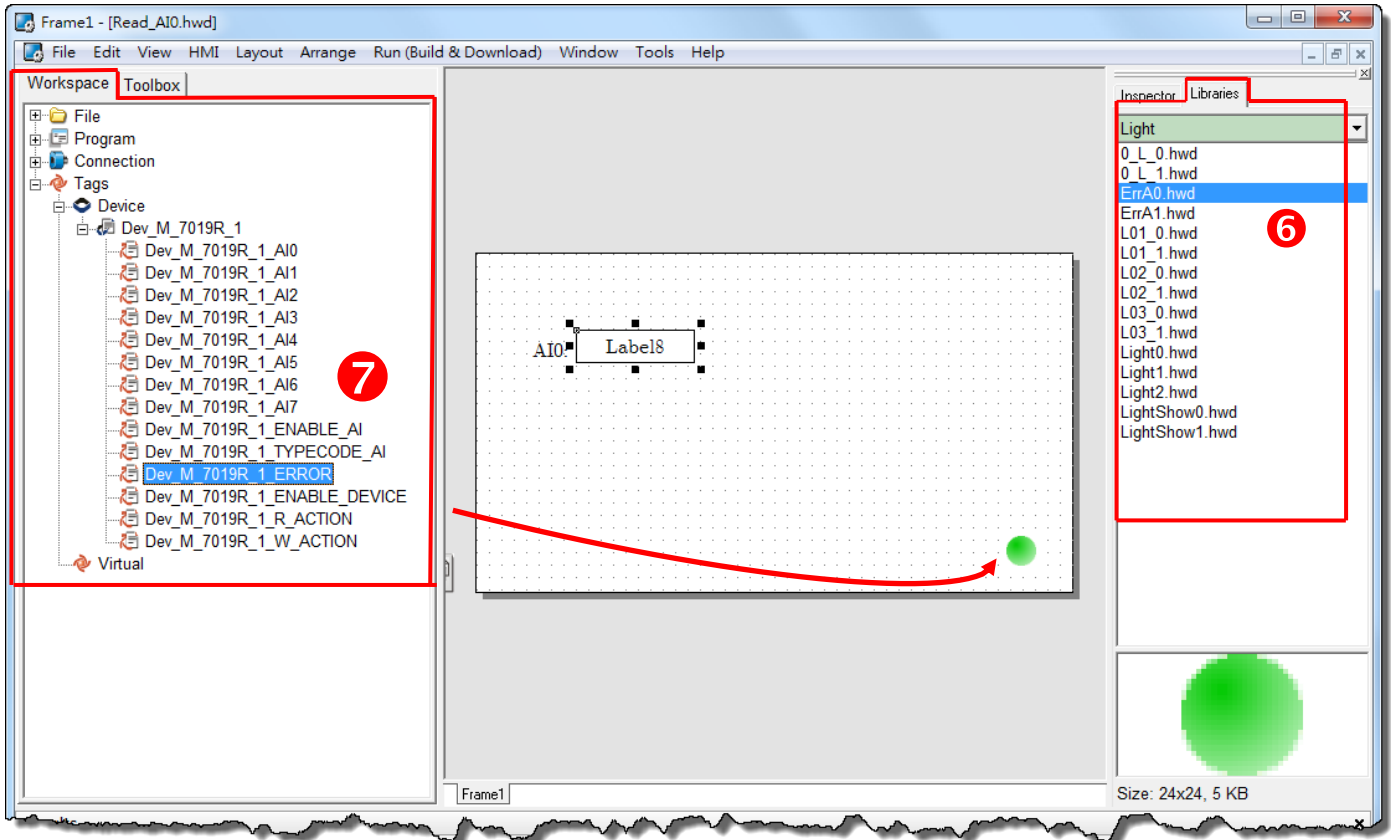 Frame1 - [Read_AI0.hwd]
File Edit View HMI Layout Arrange Run (Build & Download) Window Tools Help
Workspace Toolbox
File
Program
Connection
Tags
Device
Dev_M_7019R_1
Dev_M_7019R_1_AI0
Dev_M_7019R_1_AI1
Dev_M_7019R_1_AI2
Dev_M_7019R_1_AI3
Dev_M_7019R_1_AI4
Dev_M_7019R_1_AI5
Dev_M_7019R_1_AI6
Dev_M_7019R_1_AI7
Dev_M_7019R_1_ENABLE_AI
Dev_M_7019R_1_TYPECODE_AI
Dev_M_7019R_1_ERROR
Dev_M_7019R_1_ENABLE_DEVICE
Dev_M_7019R_1_R_ACTION
Dev_M_7019R_1_W_ACTION
Virtual
7
AI0:
Label8
Frame1
Inspector Libraries
Light
0_L_0.hwd
0_L_1.hwd
ErrA0.hwd
ErrA1.hwd
L01_0.hwd
L01_1.hwd
L02_0.hwd
L02_1.hwd
L03_0.hwd
L03_1.hwd
Light0.hwd
Light1.hwd
Light2.hwd
LightShow0.hwd
LightShow1.hwd
6
Size: 24x24, 5 KB